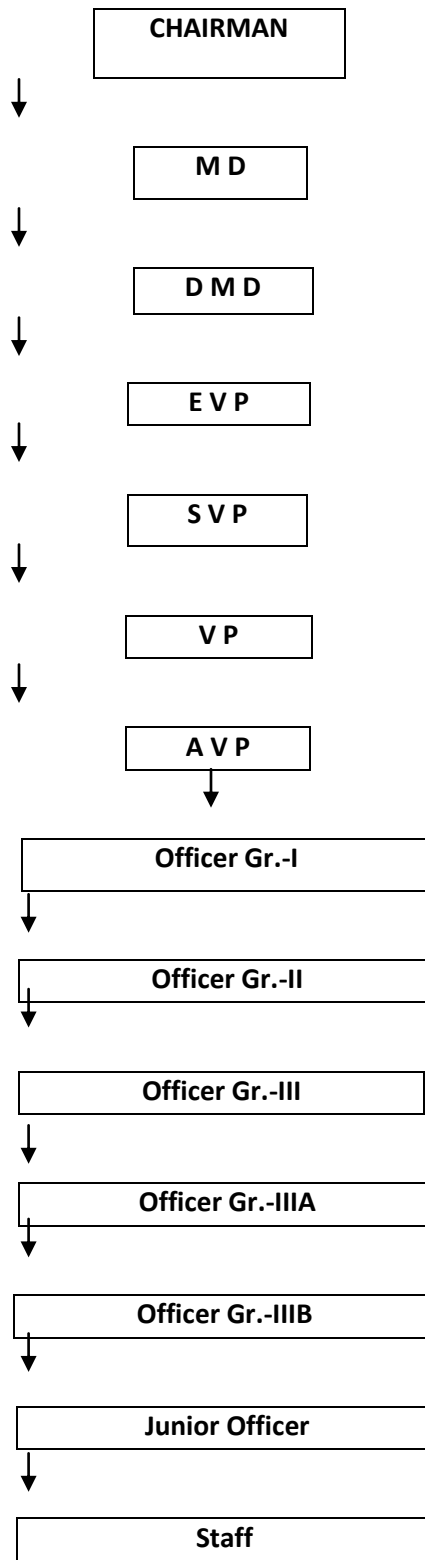 CHAIRMAN
M D
D M D
E V P
S V P
V P
A V P
Officer Gr.-I
Officer Gr.-II
Officer Gr.-III
Officer Gr.-IIIA
Officer Gr.-IIIB
Junior Officer
Staff